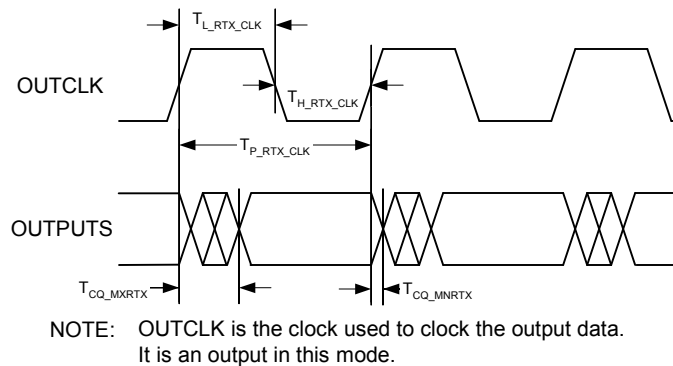 T_L_RTX_CLK
OUTCLK
T_H_RTX_CLK
T_P_RTX_CLK
OUTPUTS
T_CQ_MXRTX
T_CQ_MNRTX
NOTE: OUTCLK is the clock used to clock the output data.
It is an output in this mode.